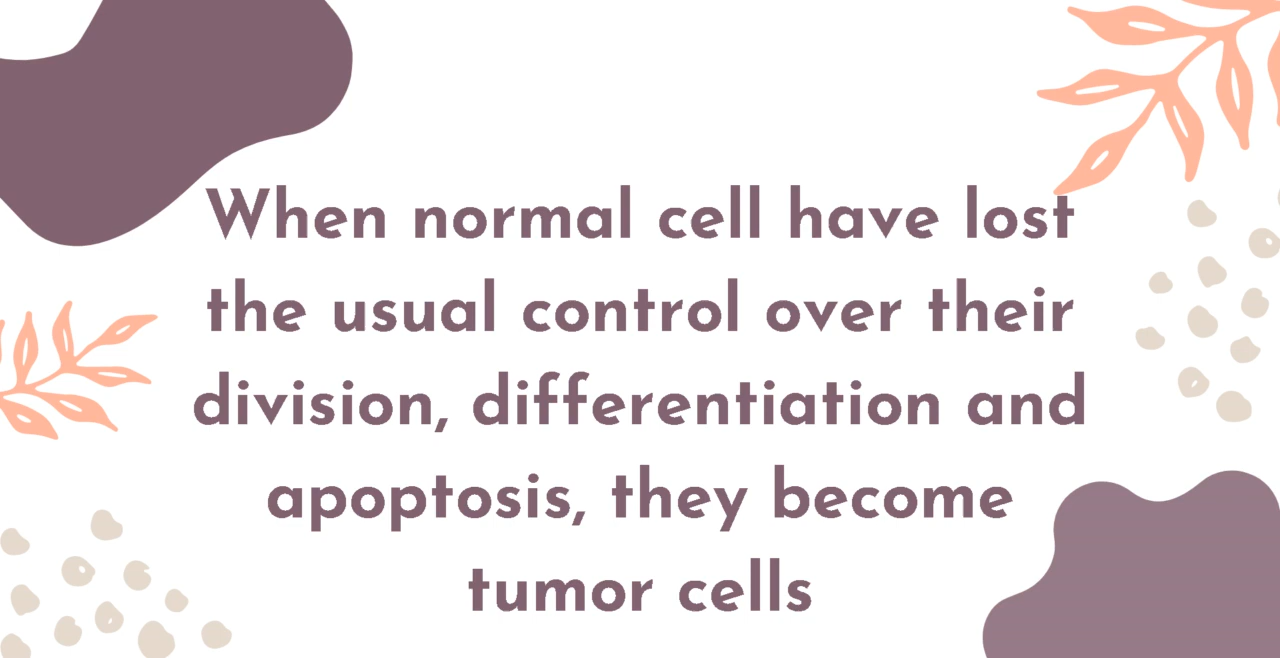 When normal cell have lost
the usual control over their
division, differentiation and
apoptosis, they become
tumor cells